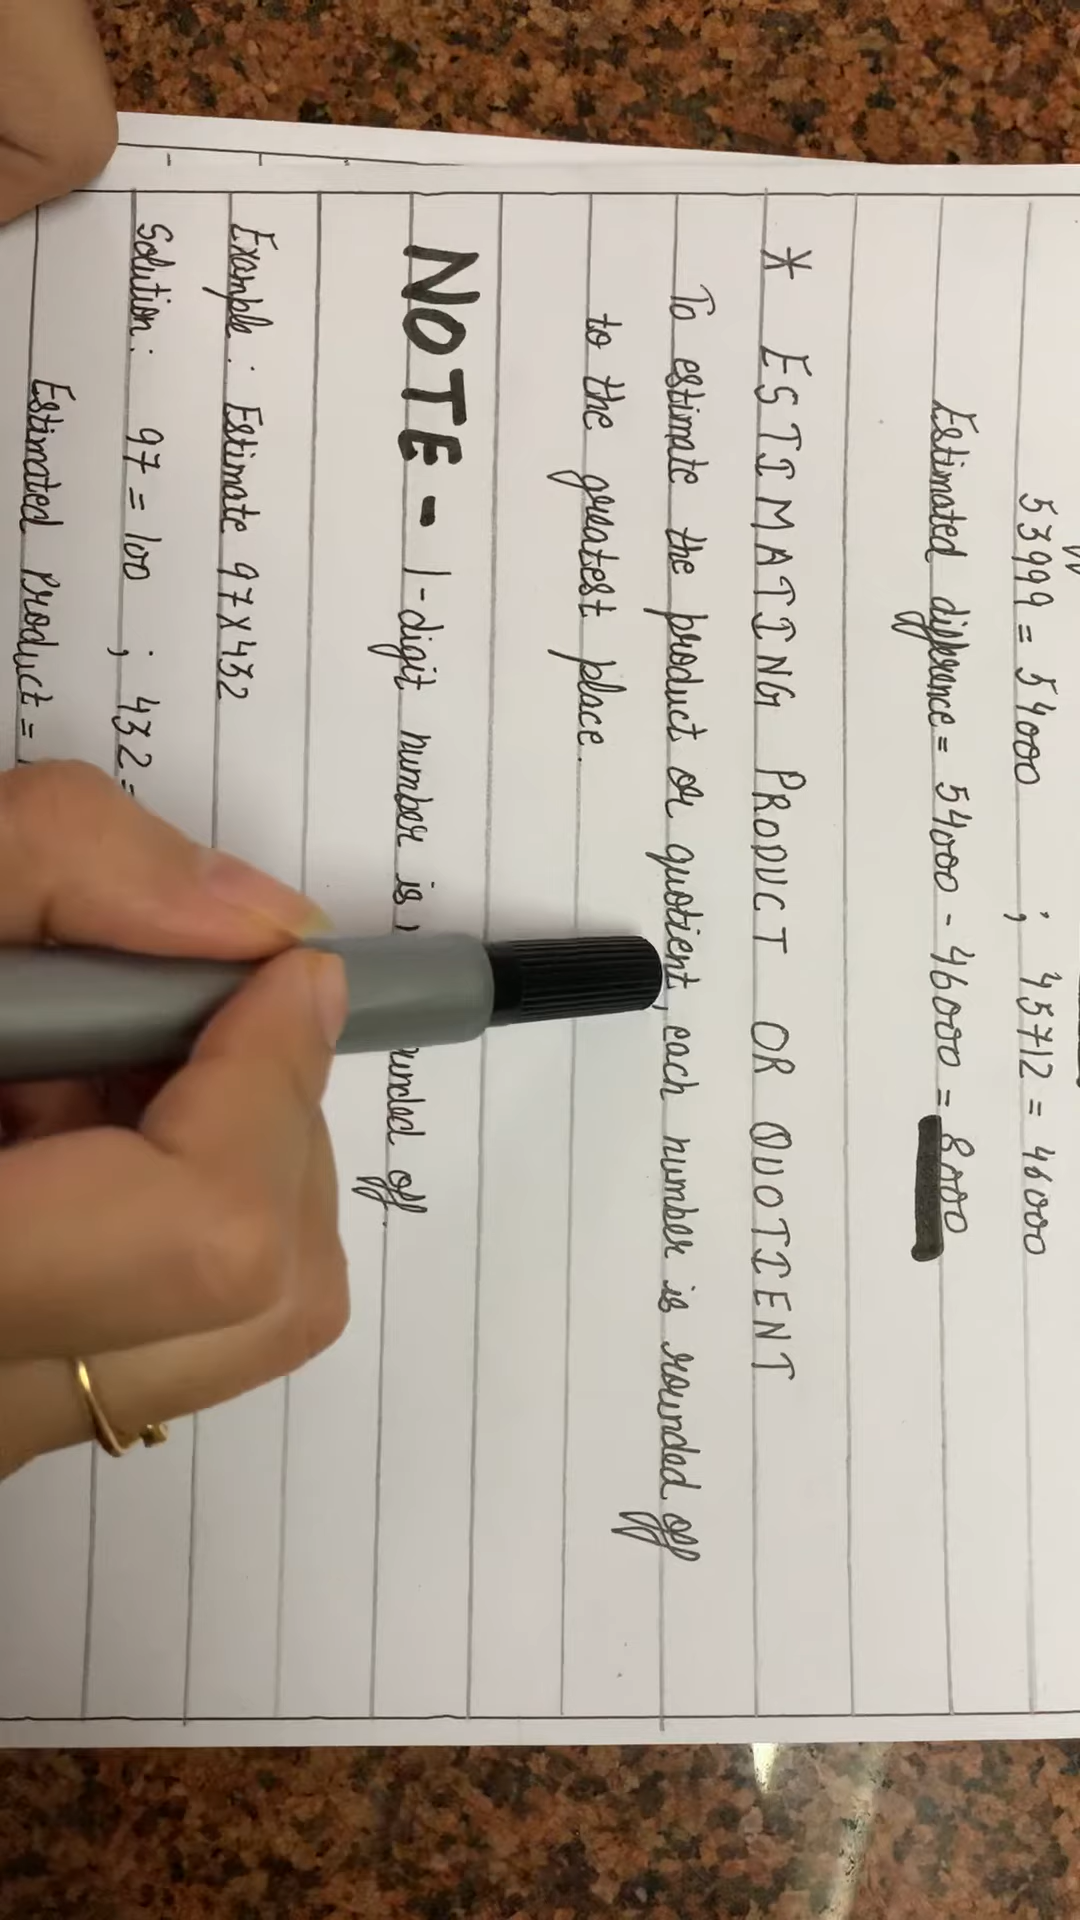 53999 = 54000 ; 45712 = 46000
Estimated difference = 54000 - 46000 = 8000
* ESTIMATING PRODUCT OR QUOTIENT
To estimate the product or quotient, each number is rounded off
to the greatest place.
NOTE - 1-digit number is off.
Example : Estimate 97 x 432
Solution : 97 = 100 ; 432 =
Estimated Product =